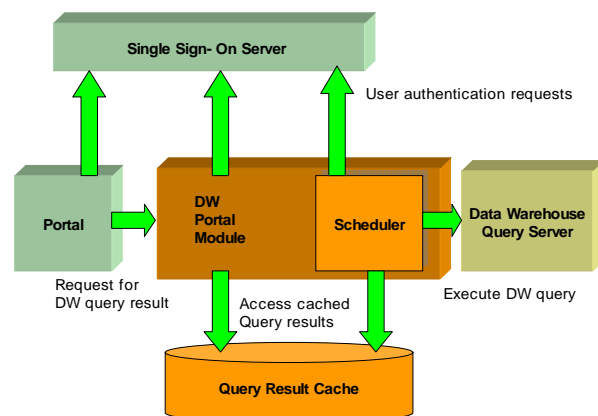 Single Sign- On Server
User authentication requests
DW
Portal
Module
Portal
Scheduler
Data Warehouse
Query Server
Request for
DW query result
Access cached
Query results
Execute DW query
Query Result Cache